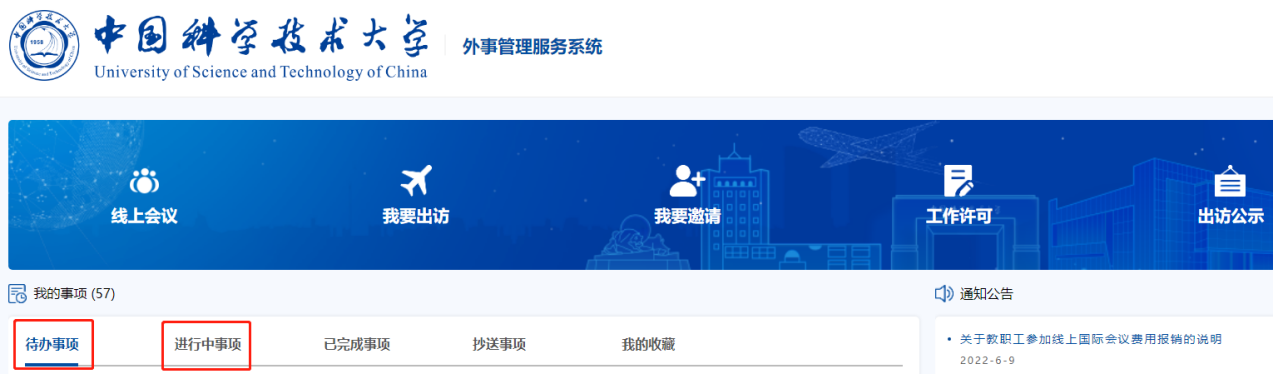 1958
中国科学技术大学
University of Science and Technology of China
外事管理服务系统
线上会议
我要出访
我要邀请
工作许可
出访公示
我的事项 (57)
通知公告
待办事项
进行中事项
已完成事项
抄送事项
我的收藏
• 关于教职工参加线上国际会议费用报销的说明
2022-6-9